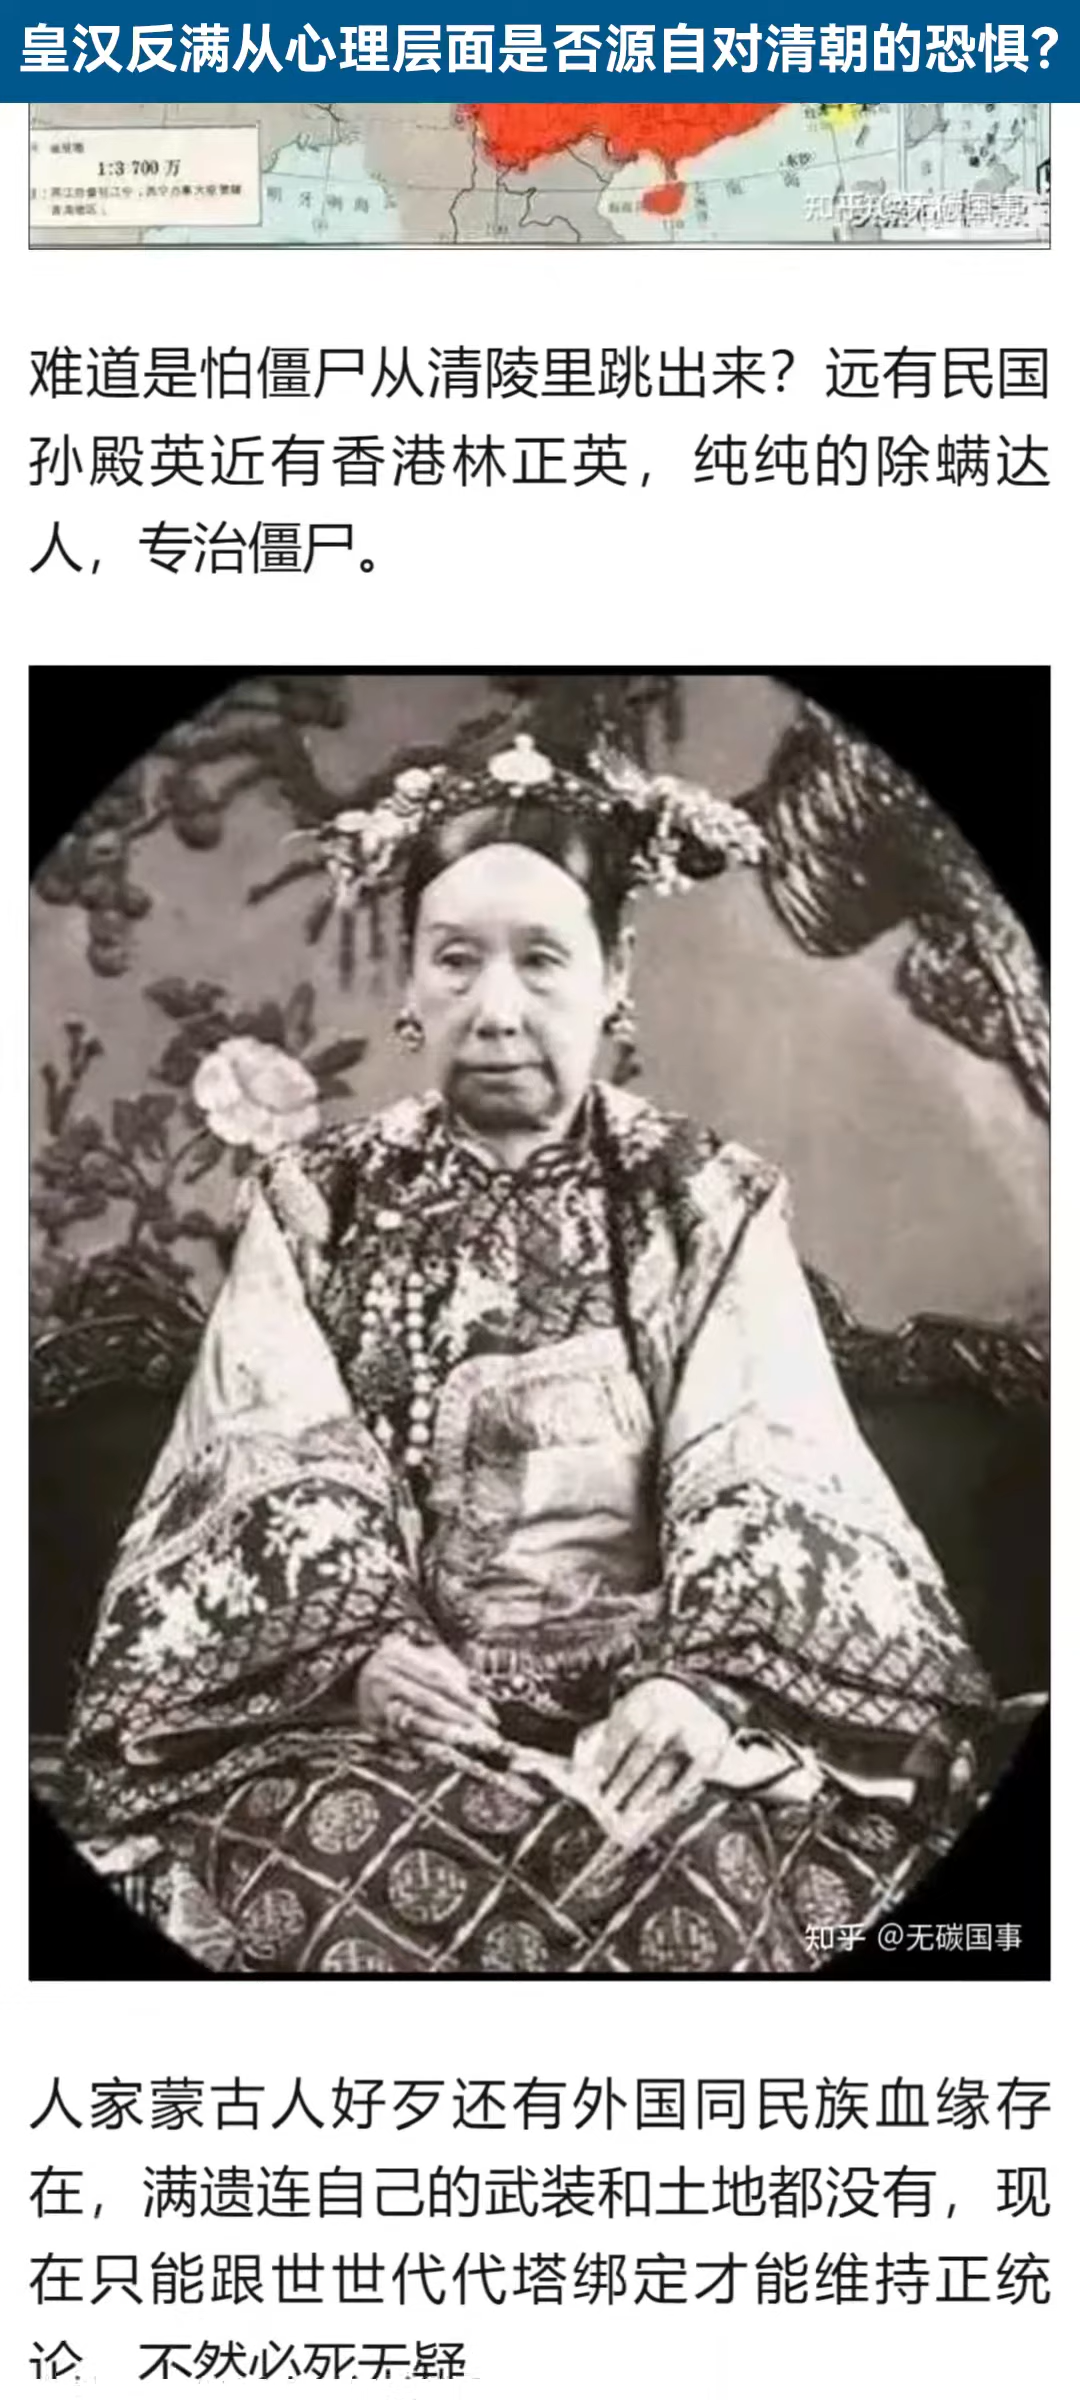 皇汉反满从心理层面是否源自对清朝的恐惧？
1:3 700 万
知乎 @无碳国事
难道是怕僵尸从清陵里跳出来？远有民国
孙殿英近有香港林正英，纯纯的除螨达
人，专治僵尸。
知乎 @无碳国事
人家蒙古人好歹还有外国同民族血缘存
在，满遗连自己的武装和土地都没有，现
在只能跟世世代代塔绑定才能维持正统
论，不然必死无疑